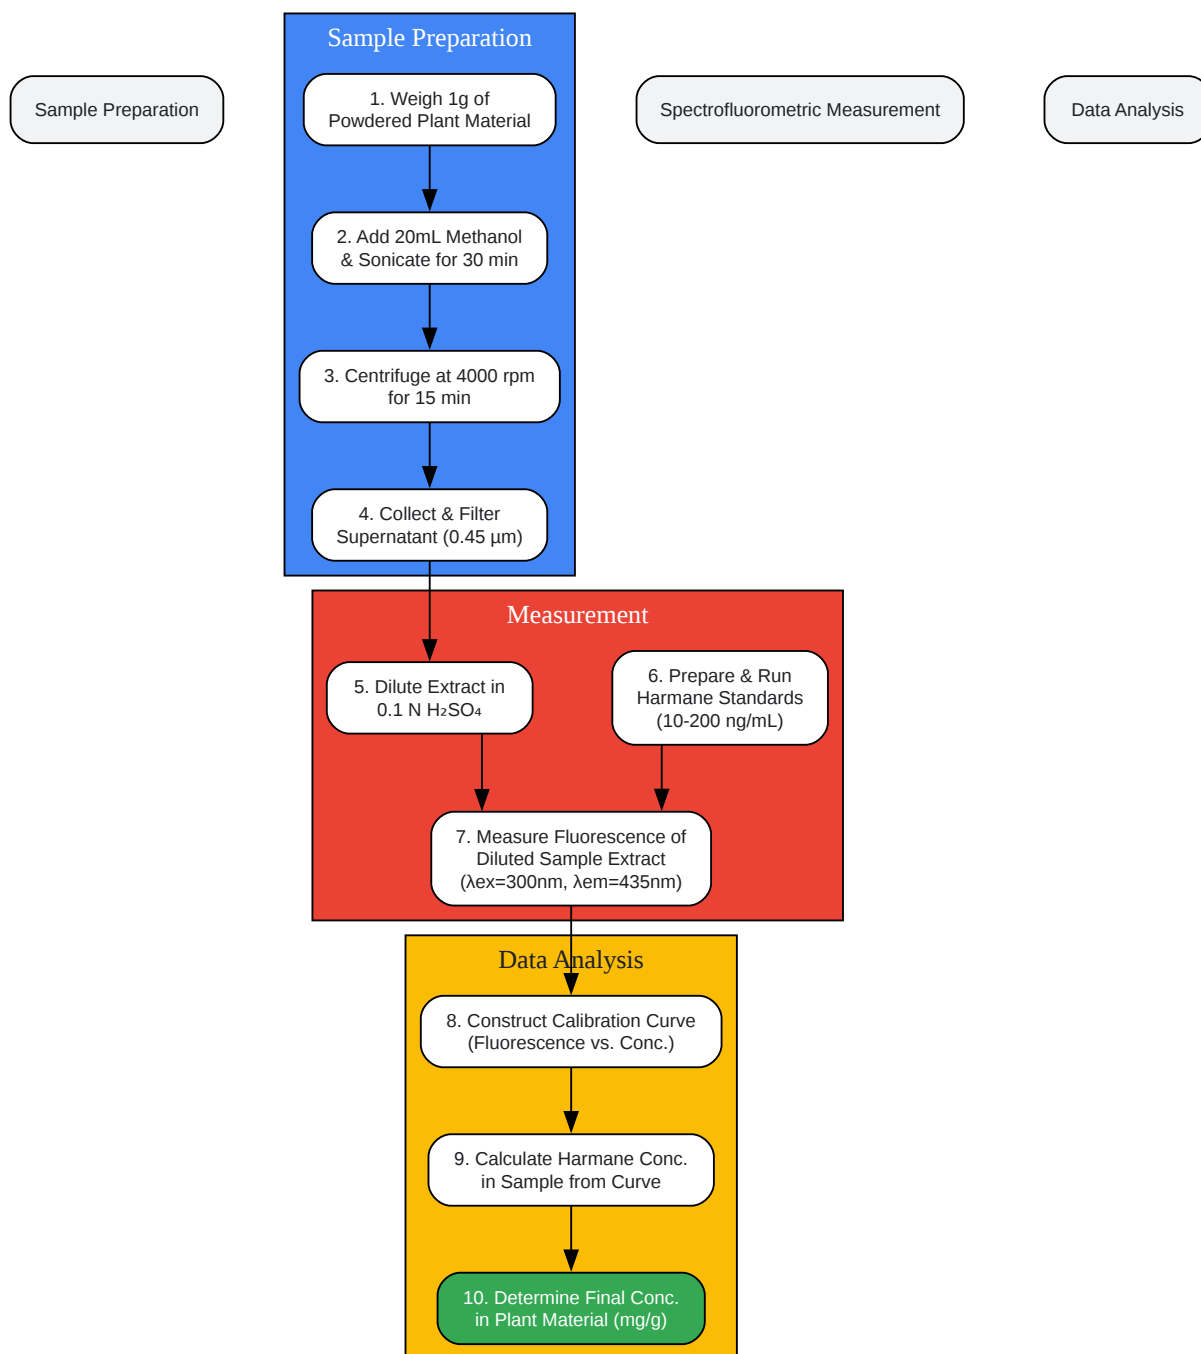 Sample Preparation
Sample Preparation
Spectrofluorometric Measurement
Data Analysis
1. Weigh 1g of
Powdered Plant Material
2. Add 20mL Methanol
& Sonicate for 30 min
3. Centrifuge at 4000 rpm
for 15 min
4. Collect & Filter
Supernatant (0.45 µm)
Measurement
5. Dilute Extract in
0.1 N H₂SO₄
6. Prepare & Run
Harmane Standards
(10-200 ng/mL)
7. Measure Fluorescence of
Diluted Sample Extract
(λex=300nm, λem=435nm)
Data Analysis
8. Construct Calibration Curve
(Fluorescence vs. Conc.)
9. Calculate Harmane Conc.
in Sample from Curve
10. Determine Final Conc.
in Plant Material (mg/g)